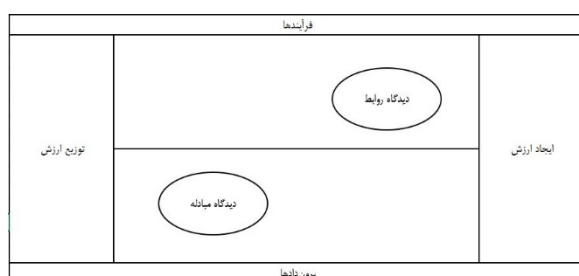 فرآیندها
دیدگاه روابط
ایجاد ارزش
توزیع ارزش
دیدگاه مبادله
برون دادها